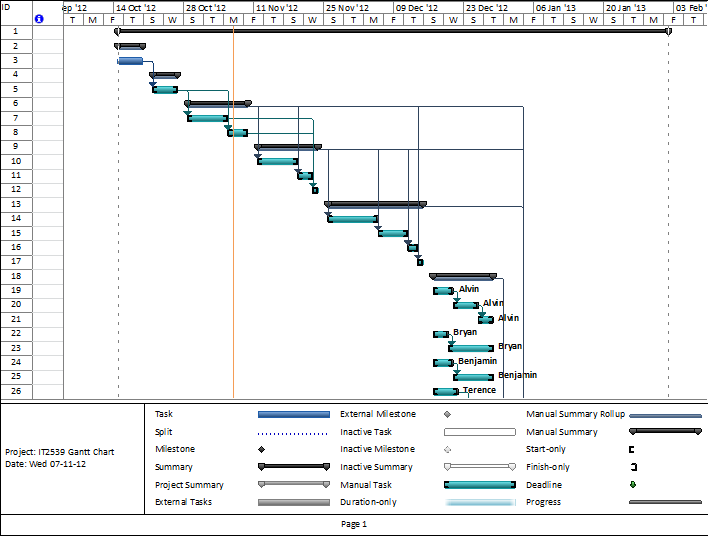 ID ep '12 14 Oct '12 28 Oct '12 11 Nov '12 25 Nov '12 09 Dec '12 23 Dec '12 06 Jan '13 20 Jan '13 03 Feb '
T M F T S W S T M F T S W S T M F T
1
2
3
4
5
6
7
8
9
10
11
12
13
14
15
16
17
18
19 Alvin
20 Alvin
21 Alvin
22 Bryan
23 Bryan
24 Benjamin
25 Benjamin
26 Terence
Project: IT2539 Gantt Chart
Date: Wed 07-11-12
Task External Milestone Manual Summary Rollup
Split Inactive Task Manual Summary
Milestone Inactive Milestone Start-only
Summary Inactive Summary Finish-only
Project Summary Manual Task Deadline
External Tasks Duration-only Progress
Page 1